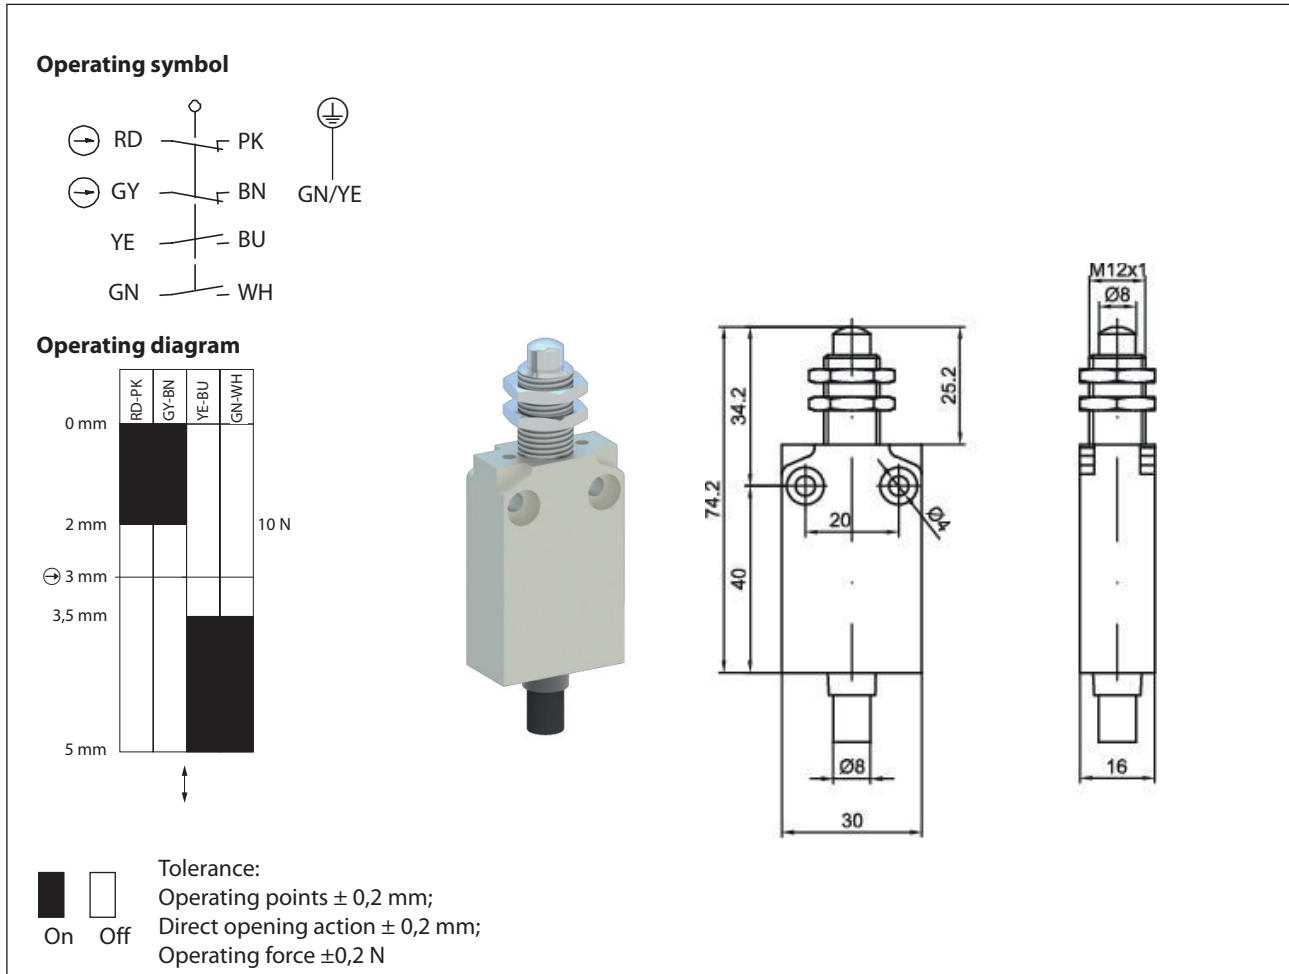 Operating symbol
RD PK
GY BN GN/YE
YE BU
GN WH
Operating diagram
RD-PK
GY-BN
YE-BU
GN-WH
0 mm
2 mm 10 N
3 mm
3,5 mm
5 mm
M12x1
Ø8
34.2
25.2
74.2
20
Ø4
40
Ø8
30
16
On Off
Tolerance:
Operating points ± 0,2 mm;
Direct opening action ± 0,2 mm;
Operating force ±0,2 N